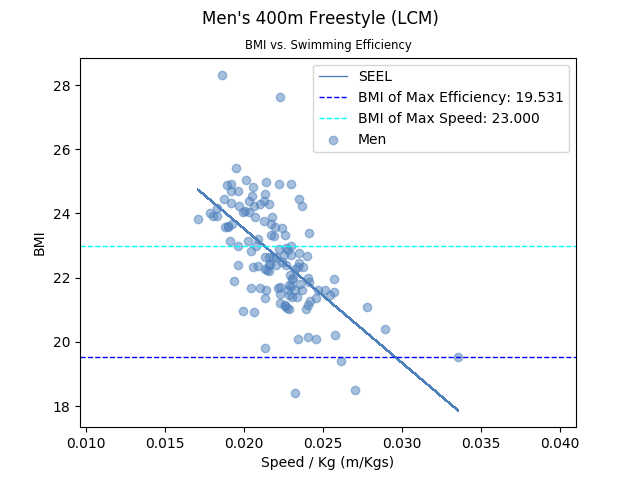 Men's 400m Freestyle (LCM)
BMI vs. Swimming Efficiency
SEEL
BMI of Max Efficiency: 19.531
BMI of Max Speed: 23.000
Men
BMI
28
26
24
22
20
18
0.010 0.015 0.020 0.025 0.030 0.035 0.040
Speed / Kg (m/Kgs)